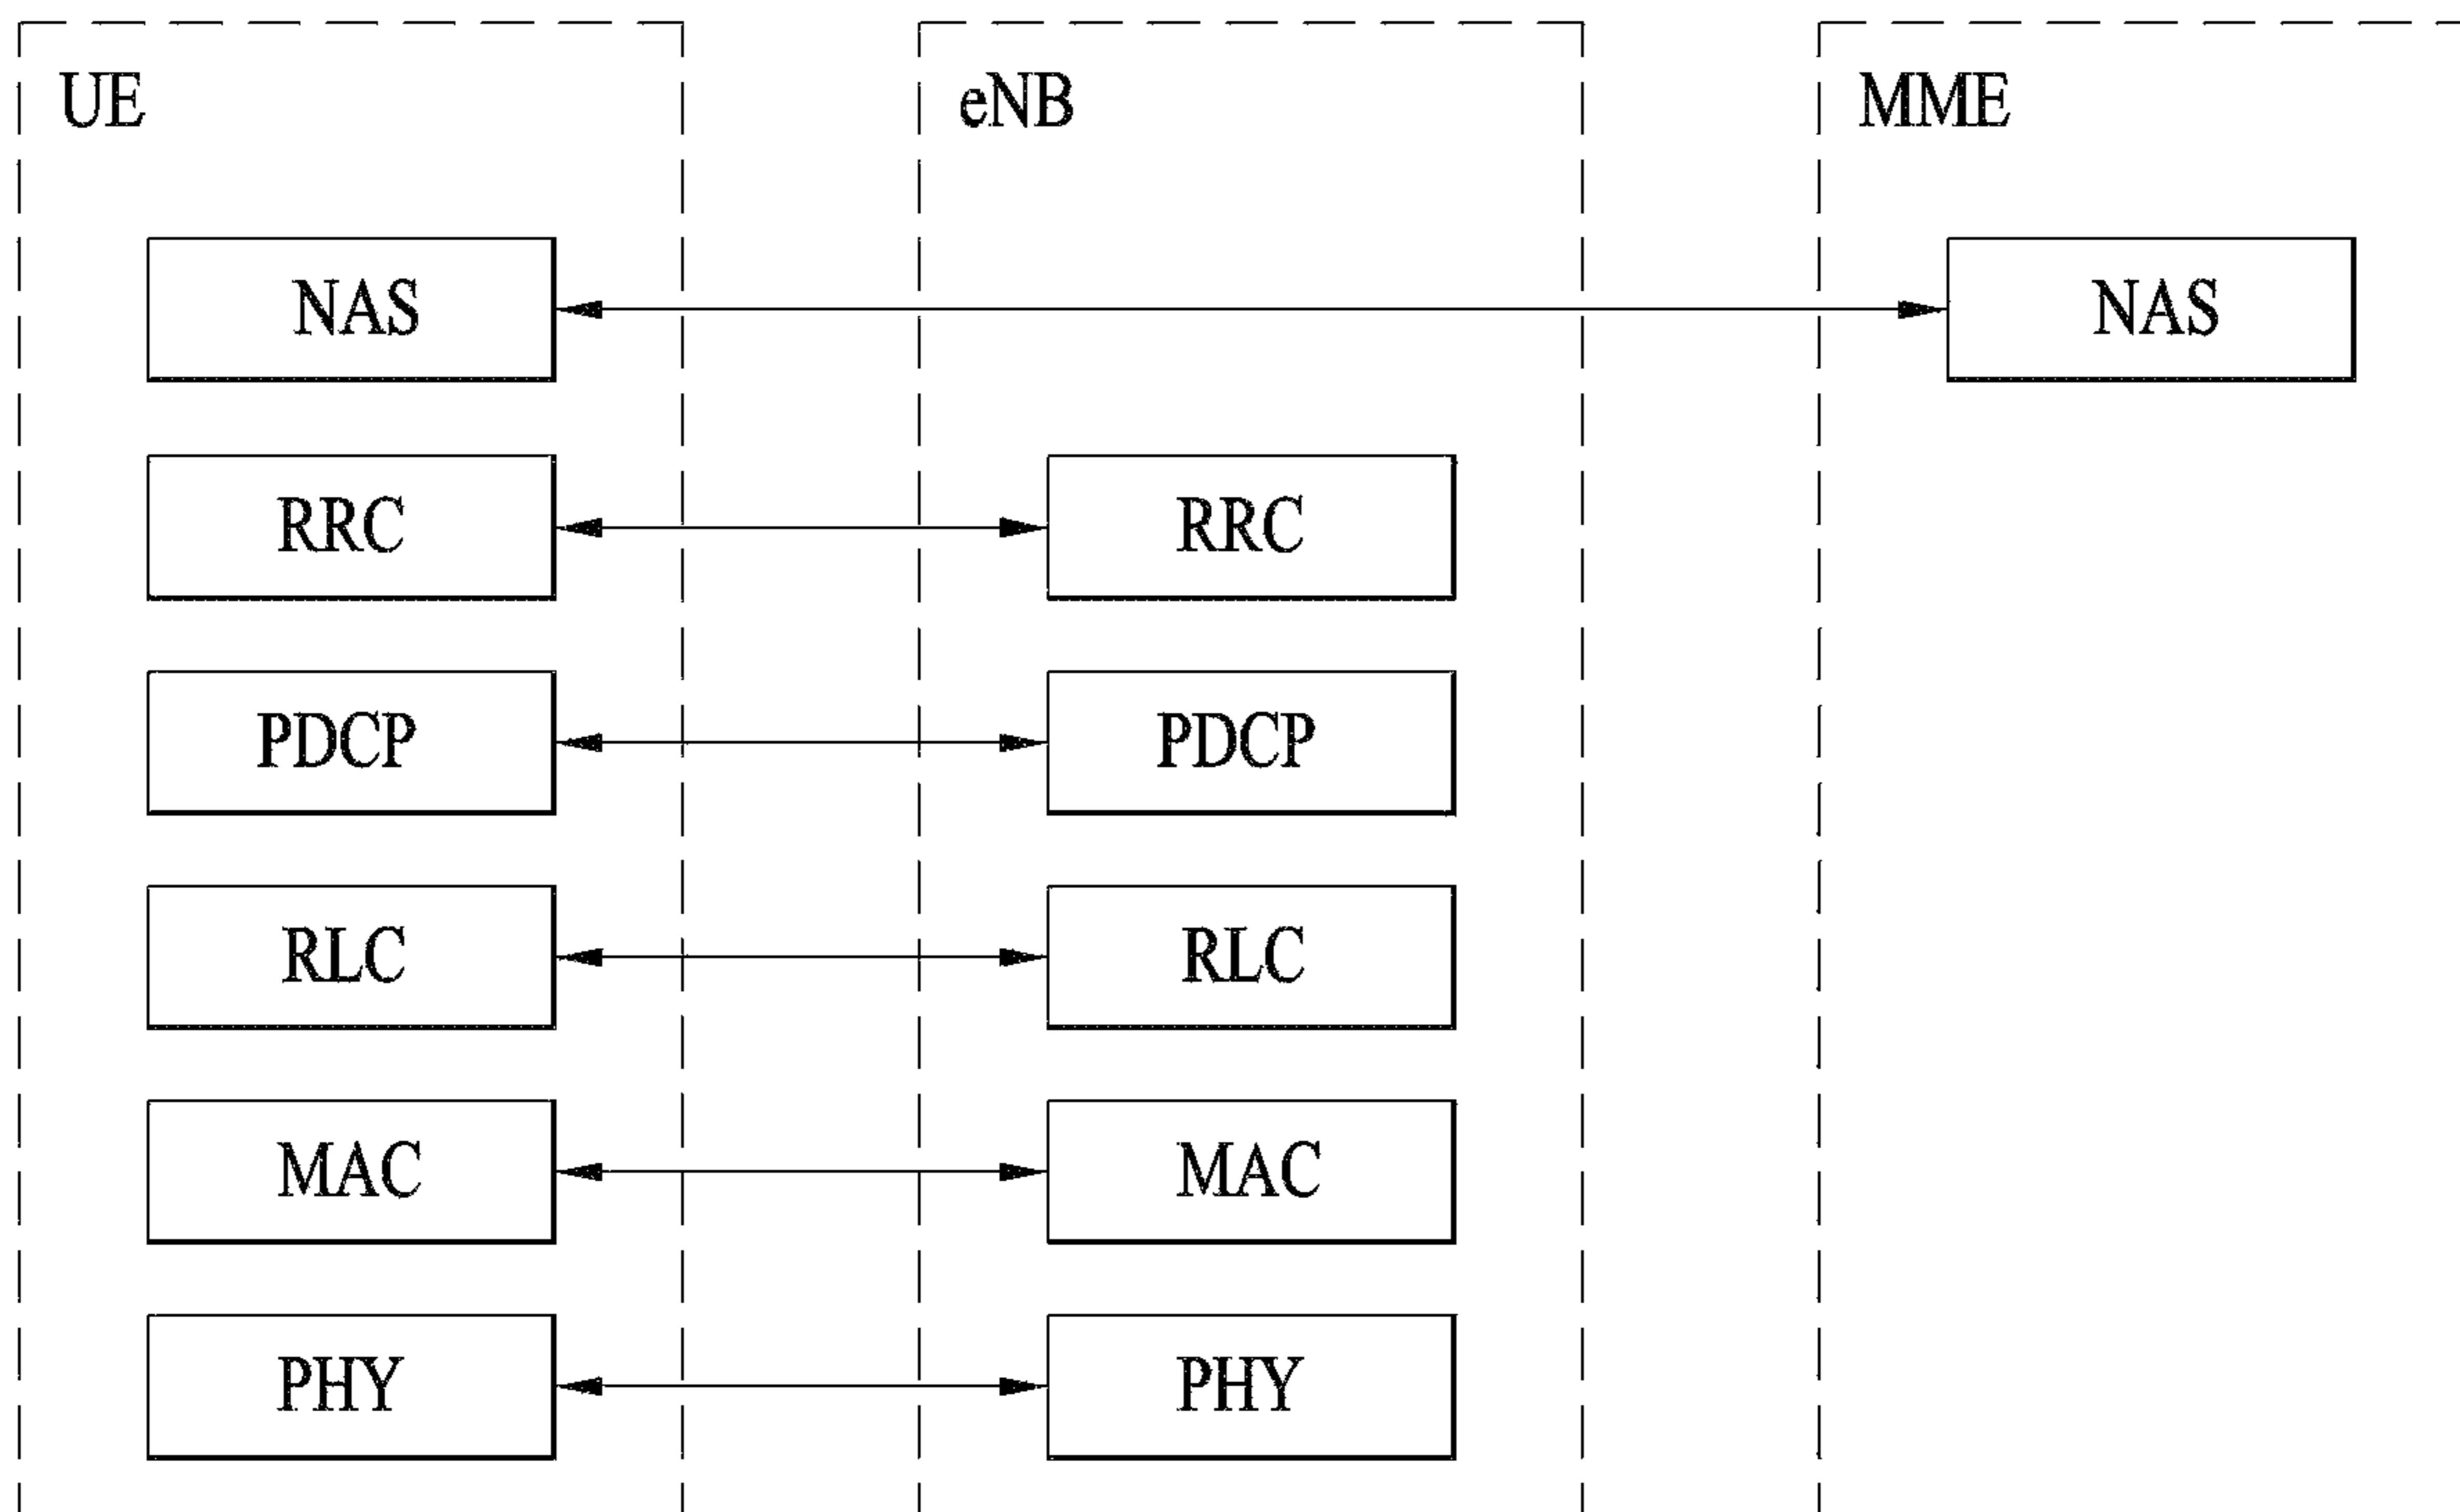 UE eNB MME
NAS NAS
RRC RRC
PDCP PDCP
RLC RLC
MAC MAC
PHY PHY